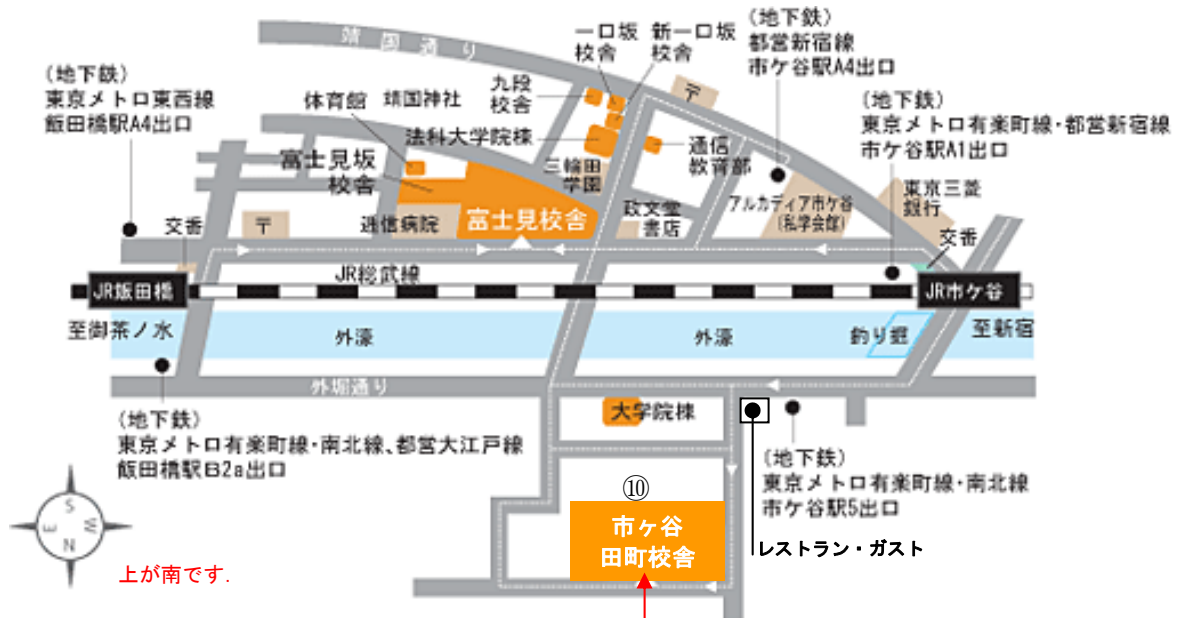 靖国通り
一口坂
校舎
新一口坂
校舎
(地下鉄)
都営新宿線
市ケ谷駅A4出口
(地下鉄)
東京メトロ東西線
飯田橋駅A4出口
体育館
靖国神社
九段
校舎
〒
(地下鉄)
東京メトロ有楽町線・都営新宿線
市ケ谷駅A1出口
法科大学院棟
通信
教育部
富士見坂
校舎
三輪田
学園
東京三菱
銀行
アルカディア市ケ谷
(私学会館)
政文堂
書店
交番
〒
逓信病院
富士見校舎
交番
JR総武線
JR飯田橋
JR市ケ谷
至御茶ノ水
外濠
外濠
釣り堀
至新宿
外堀通り
大学院棟
(地下鉄)
東京メトロ有楽町線・南北線、都営大江戸線
飯田橋駅B2a出口
(地下鉄)
東京メトロ有楽町線・南北線
市ケ谷駅5出口
⑩
市ヶ谷
田町校舎
レストラン・ガスト
S
E
W
N
上が南です.